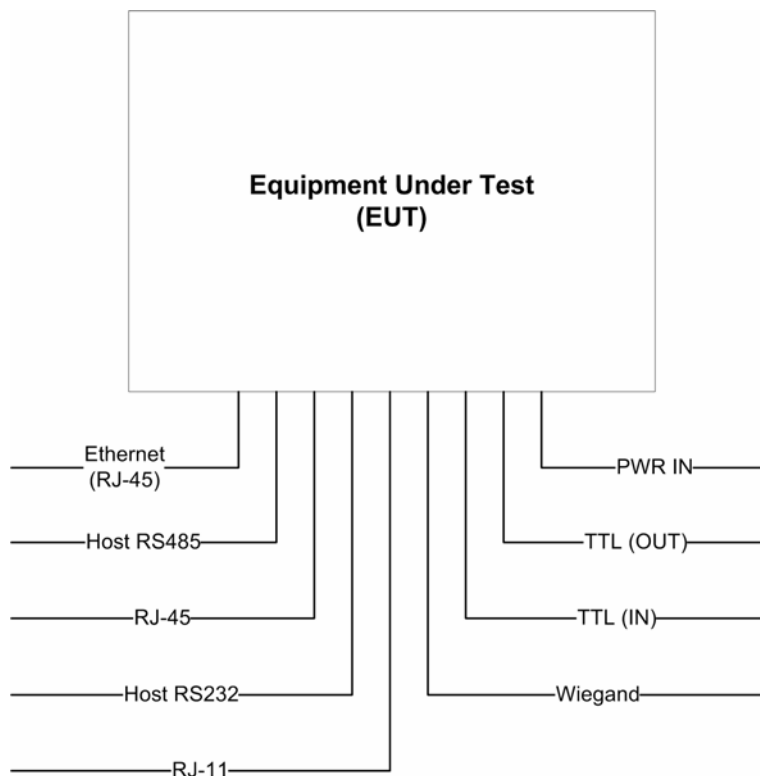 Equipment Under Test
(EUT)
Ethernet
(RJ-45)
PWR IN
Host RS485
TTL (OUT)
RJ-45
TTL (IN)
Host RS232
Wiegand
RJ-11